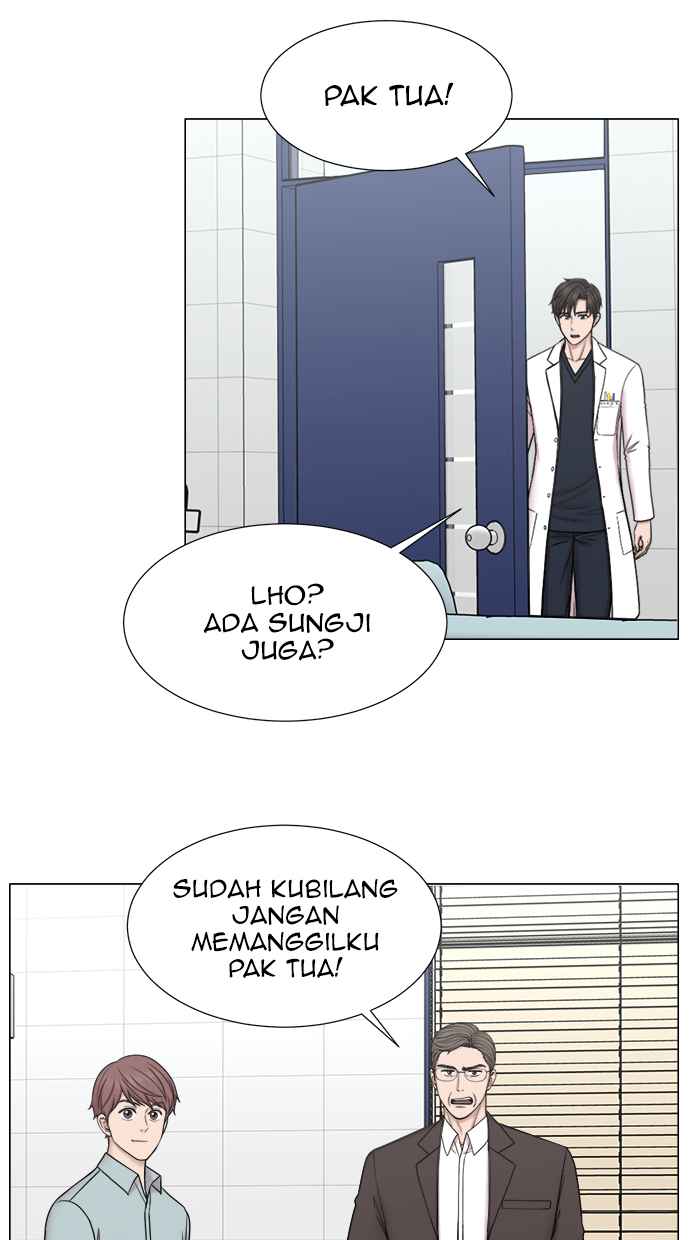 PAK TUA!
LHO?
ADA SUNGJI
JUGA?
SUDAH KUBILANG
JANGAN
MEMANGGILKU
PAK TUA!